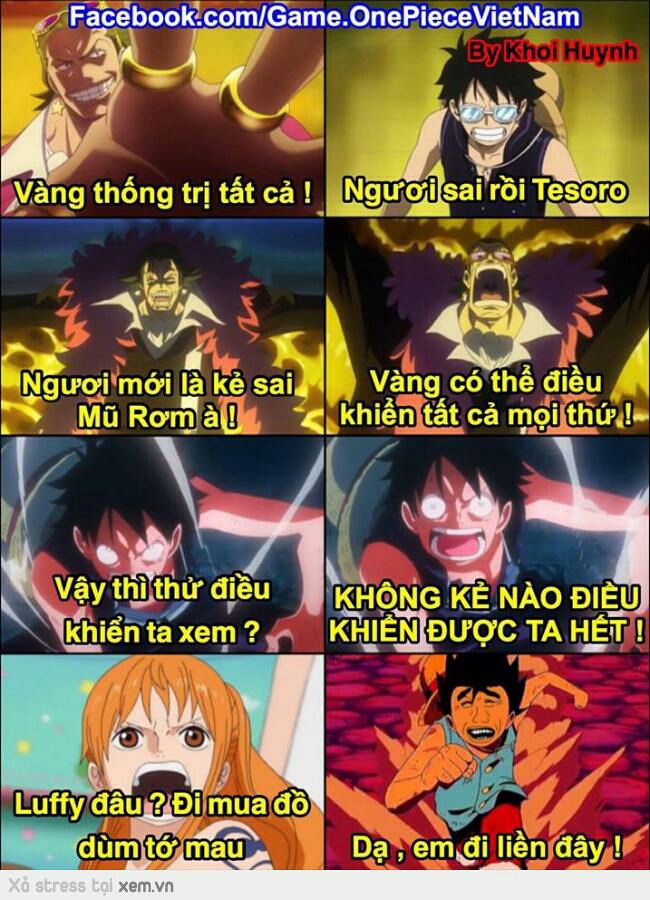 Facebook.com/Game.OnePieceVietNam
By Khoi Huynh
Vàng thống trị tất cả !
Ngươi sai rồi Tesoro
Ngươi mới là kẻ sai
Mũ Rơm à !
Vàng có thể điều
khiển tất cả mọi thứ !
Vậy thì thử điều
khiển ta xem ?
KHÔNG KẺ NÀO ĐIỀU
KHIỂN ĐƯỢC TA HẾT !
Luffy đâu ? Đi mua đồ
dùm tớ mau
Dạ , em đi liền đây !
Xả stress tại xem.vn